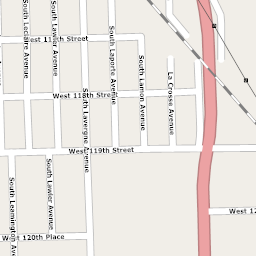 South Leclaire Avenue
South Lawler Avenue
South Laporte Avenue
West 117th Street
South Lamon Avenue
La Crosse Avenue
West 118th Street
South Lavergne Avenue
West 119th Street
South Leamington Avenue
South Lawler Avenue
West 12
West 120th Place